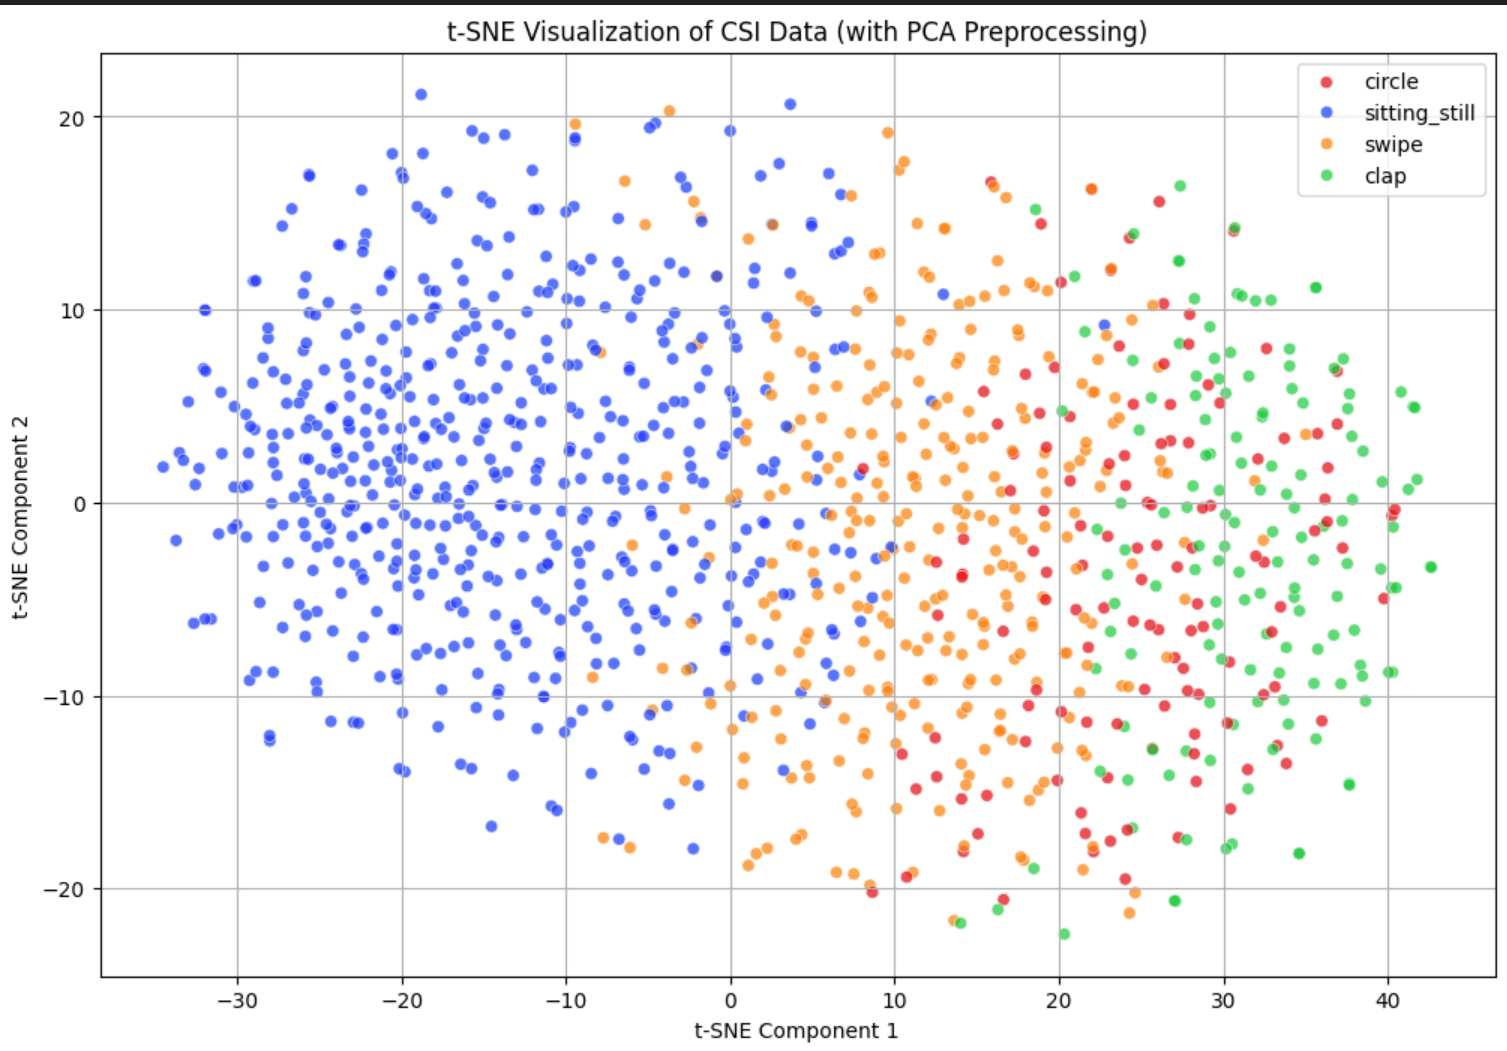 t-SNE Visualization of CSI Data (with PCA Preprocessing)
circle
sitting_still
swipe
clap
t-SNE Component 2
20
10
0
−10
−20
−30
−20
−10
0
10
20
30
40
t-SNE Component 1